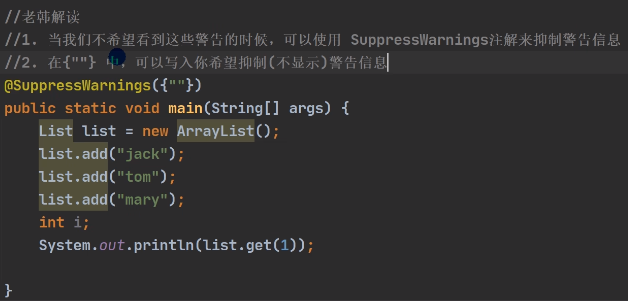 //老韩解读
//1. 当我们不希望看到这些警告的时候，可以使用 SuppressWarnings注解来抑制警告信息
//2. 在{""} 中，可以写入你希望抑制(不显示)警告信息
@SuppressWarnings({""})
public static void main(String[] args) {
List list = new ArrayList();
list.add("jack");
list.add("tom");
list.add("mary");
int i;
System.out.println(list.get(1));
}